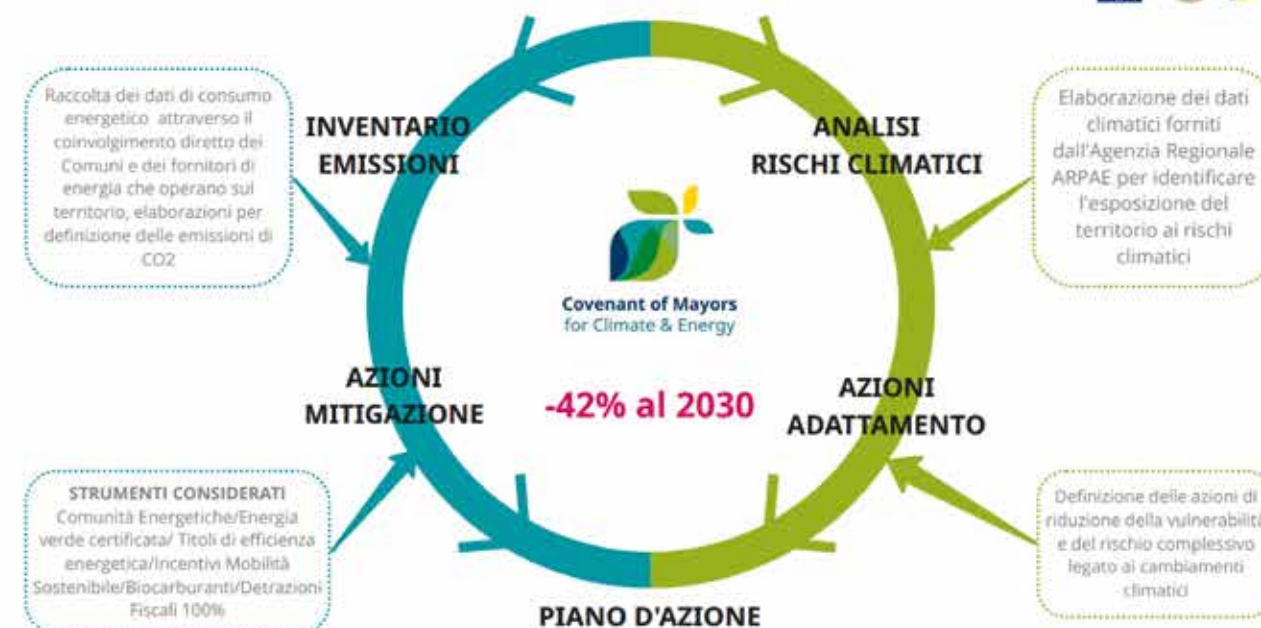 Raccolta dei dati di consumo
energetico attraverso il
coinvolgimento diretto dei
Comuni e dei fornitori di
energia che operano sul
territorio, elaborazioni per
definizione delle emissioni di
CO2
INVENTARIO
EMISSIONI
ANALISI
RISCHI CLIMATICI
Elaborazione dei dati
climatici forniti
dall'Agenzia Regionale
ARPAE per identificare
l'esposizione del
territorio ai rischi
climatici
Covenant of Mayors
for Climate & Energy
-42% al 2030
AZIONI
MITIGAZIONE
AZIONI
ADATTAMENTO
STRUMENTI CONSIDERATI
Comunità Energetiche/Energia
verde certificata/ Titoli di efficienza
energetica/Incentivi Mobilità
Sostenibile/Biocarburanti/Detrazioni
Fiscali 100%
Definizione delle azioni di
riduzione della vulnerabilità
e del rischio complessivo
legato ai cambiamenti
climatici
PIANO D'AZIONE